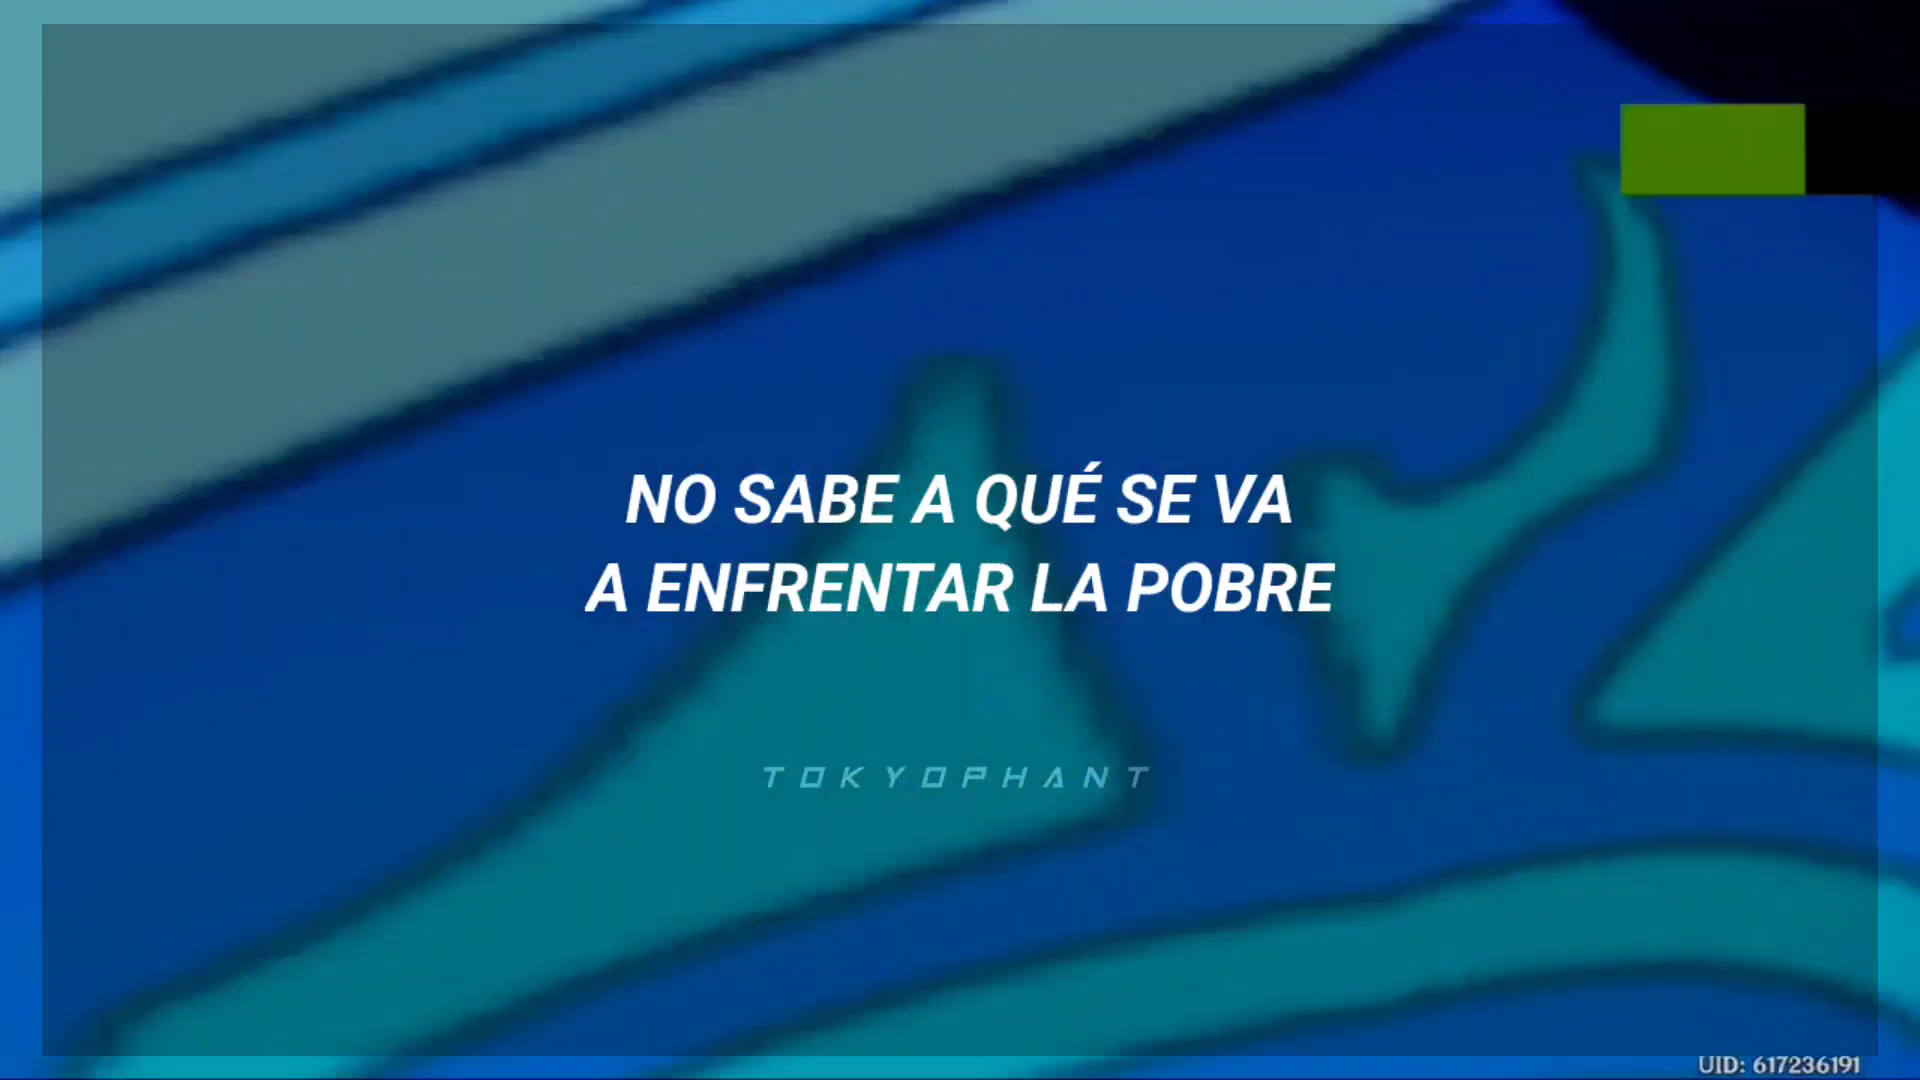 NO SABE A QUÉ SE VA
A ENFRENTAR LA POBRE
TOKYOPHANT
UID: 617236191